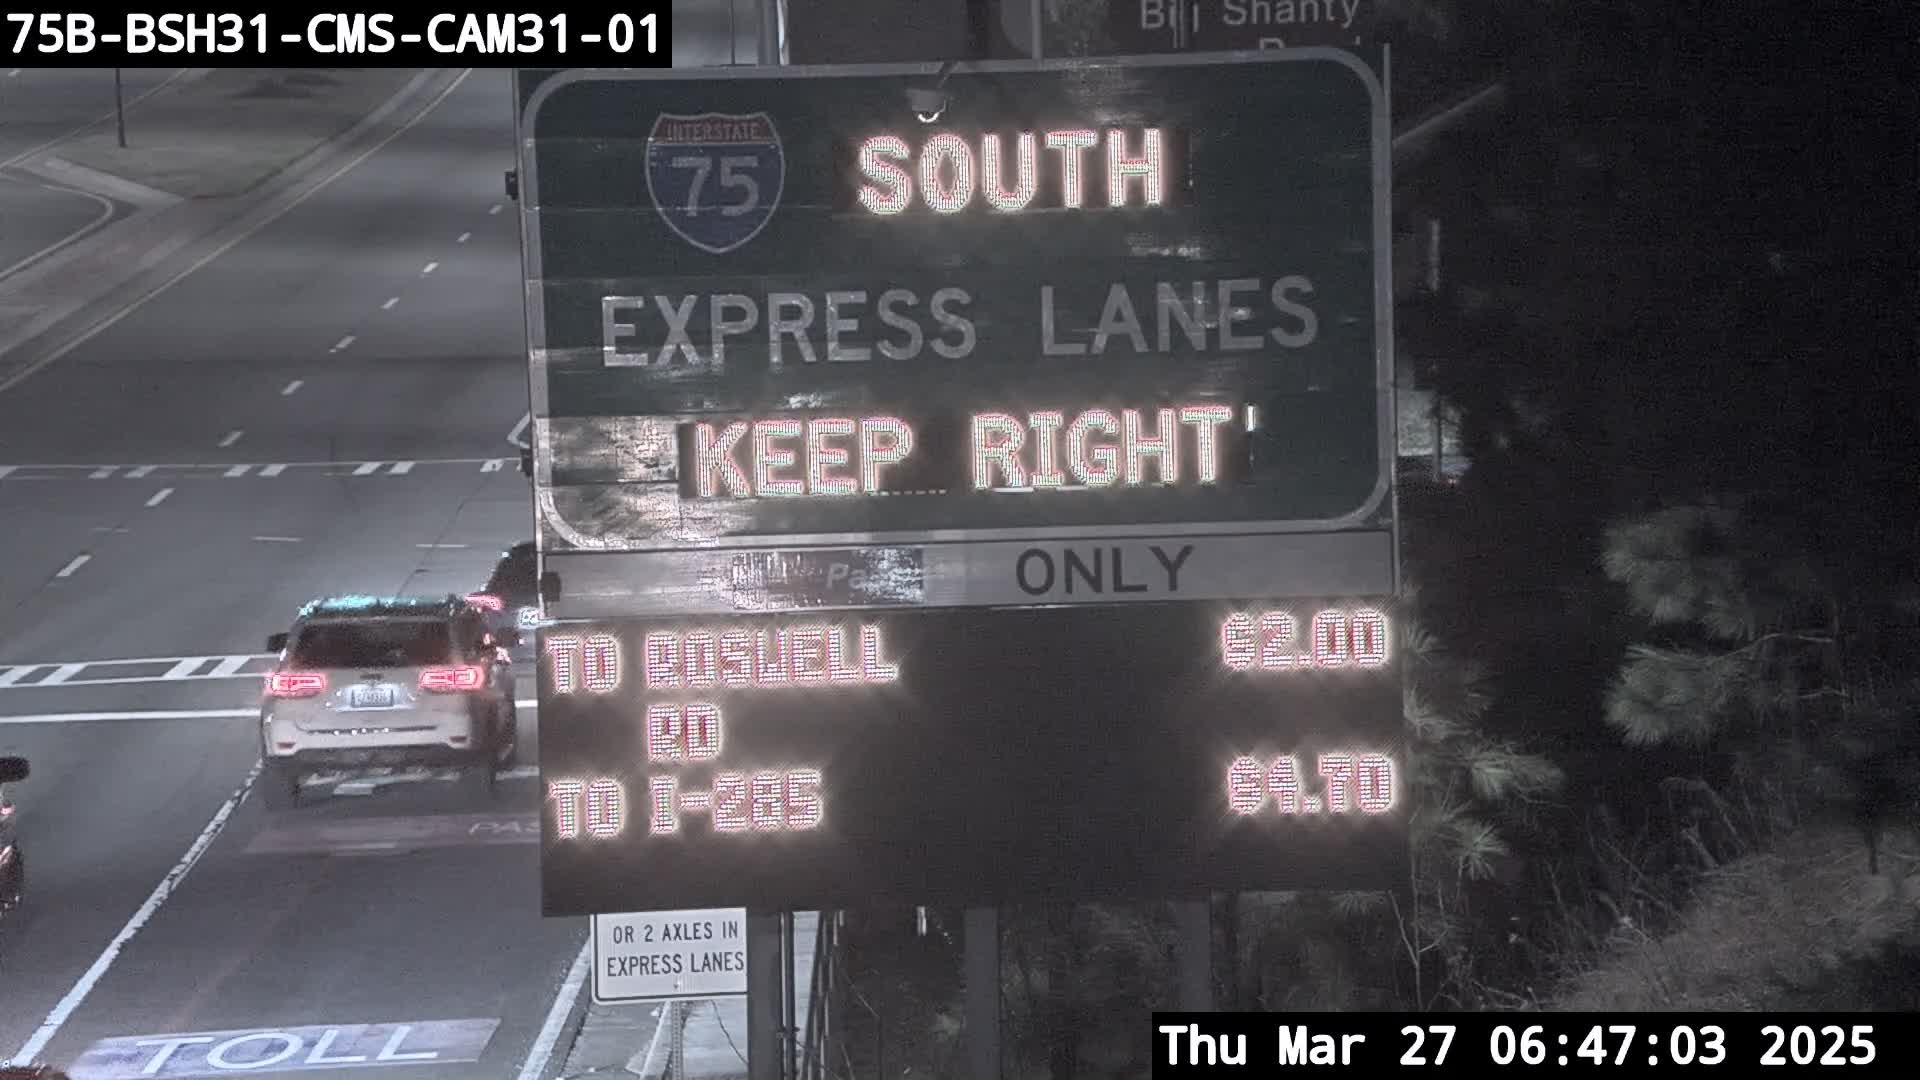 75B-BSH31-CMS-CAM31-01
Shanty
INTERSTATE
75
SOUTH
EXPRESS LANES
KEEP RIGHT
ONLY
TO ROSWELL $2.00
RD
TO I-285 $4.70
OR 2 AXLES IN
EXPRESS LANES
TOLL
Thu Mar 27 06:47:03 2025